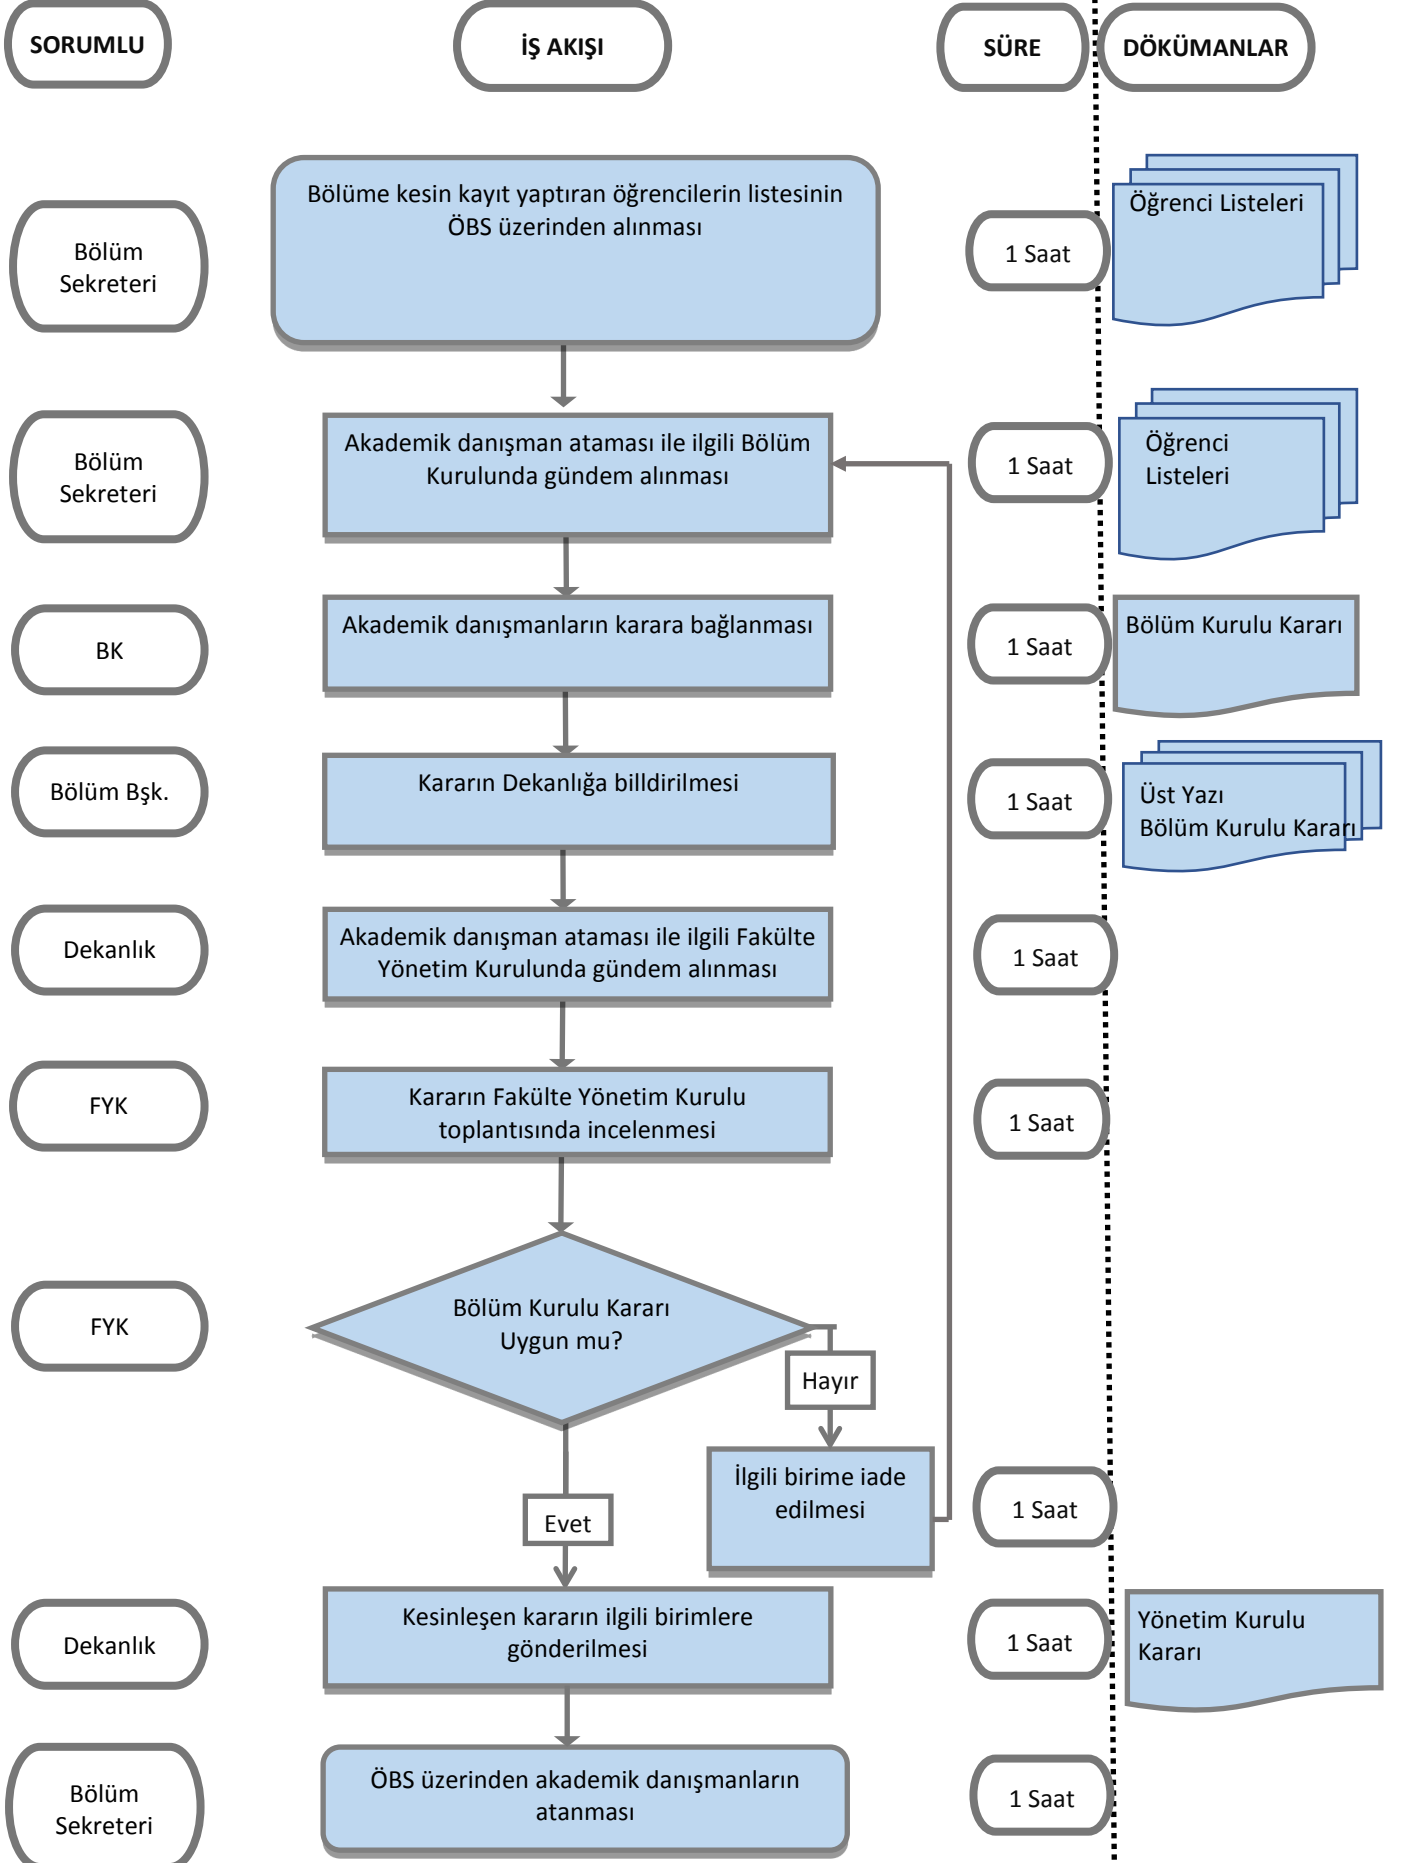 SORUMLU
İŞ AKIŞI
SÜRE
DÖKÜMANLAR
Bölüm
Sekreteri
Bölüme kesin kayıt yaptıran öğrencilerin listesinin
ÖBS üzerinden alınması
1 Saat
Öğrenci Listeleri
Bölüm
Sekreteri
Akademik danışman ataması ile ilgili Bölüm
Kurulunda gündem alınması
1 Saat
Öğrenci
Listeleri
BK
Akademik danışmanların karara bağlanması
1 Saat
Bölüm Kurulu Kararı
Bölüm Bşk.
Kararın Dekanlığa billdirilmesi
1 Saat
Üst Yazı
Bölüm Kurulu Kararı
Dekanlık
Akademik danışman ataması ile ilgili Fakülte
Yönetim Kurulunda gündem alınması
1 Saat
FYK
Kararın Fakülte Yönetim Kurulu
toplantısında incelenmesi
1 Saat
FYK
Bölüm Kurulu Kararı
Uygun mu?
Hayır
İlgili birime iade
edilmesi
1 Saat
Evet
Dekanlık
Kesinleşen kararın ilgili birimlere
gönderilmesi
1 Saat
Yönetim Kurulu
Kararı
Bölüm
Sekreteri
ÖBS üzerinden akademik danışmanların
atanması
1 Saat